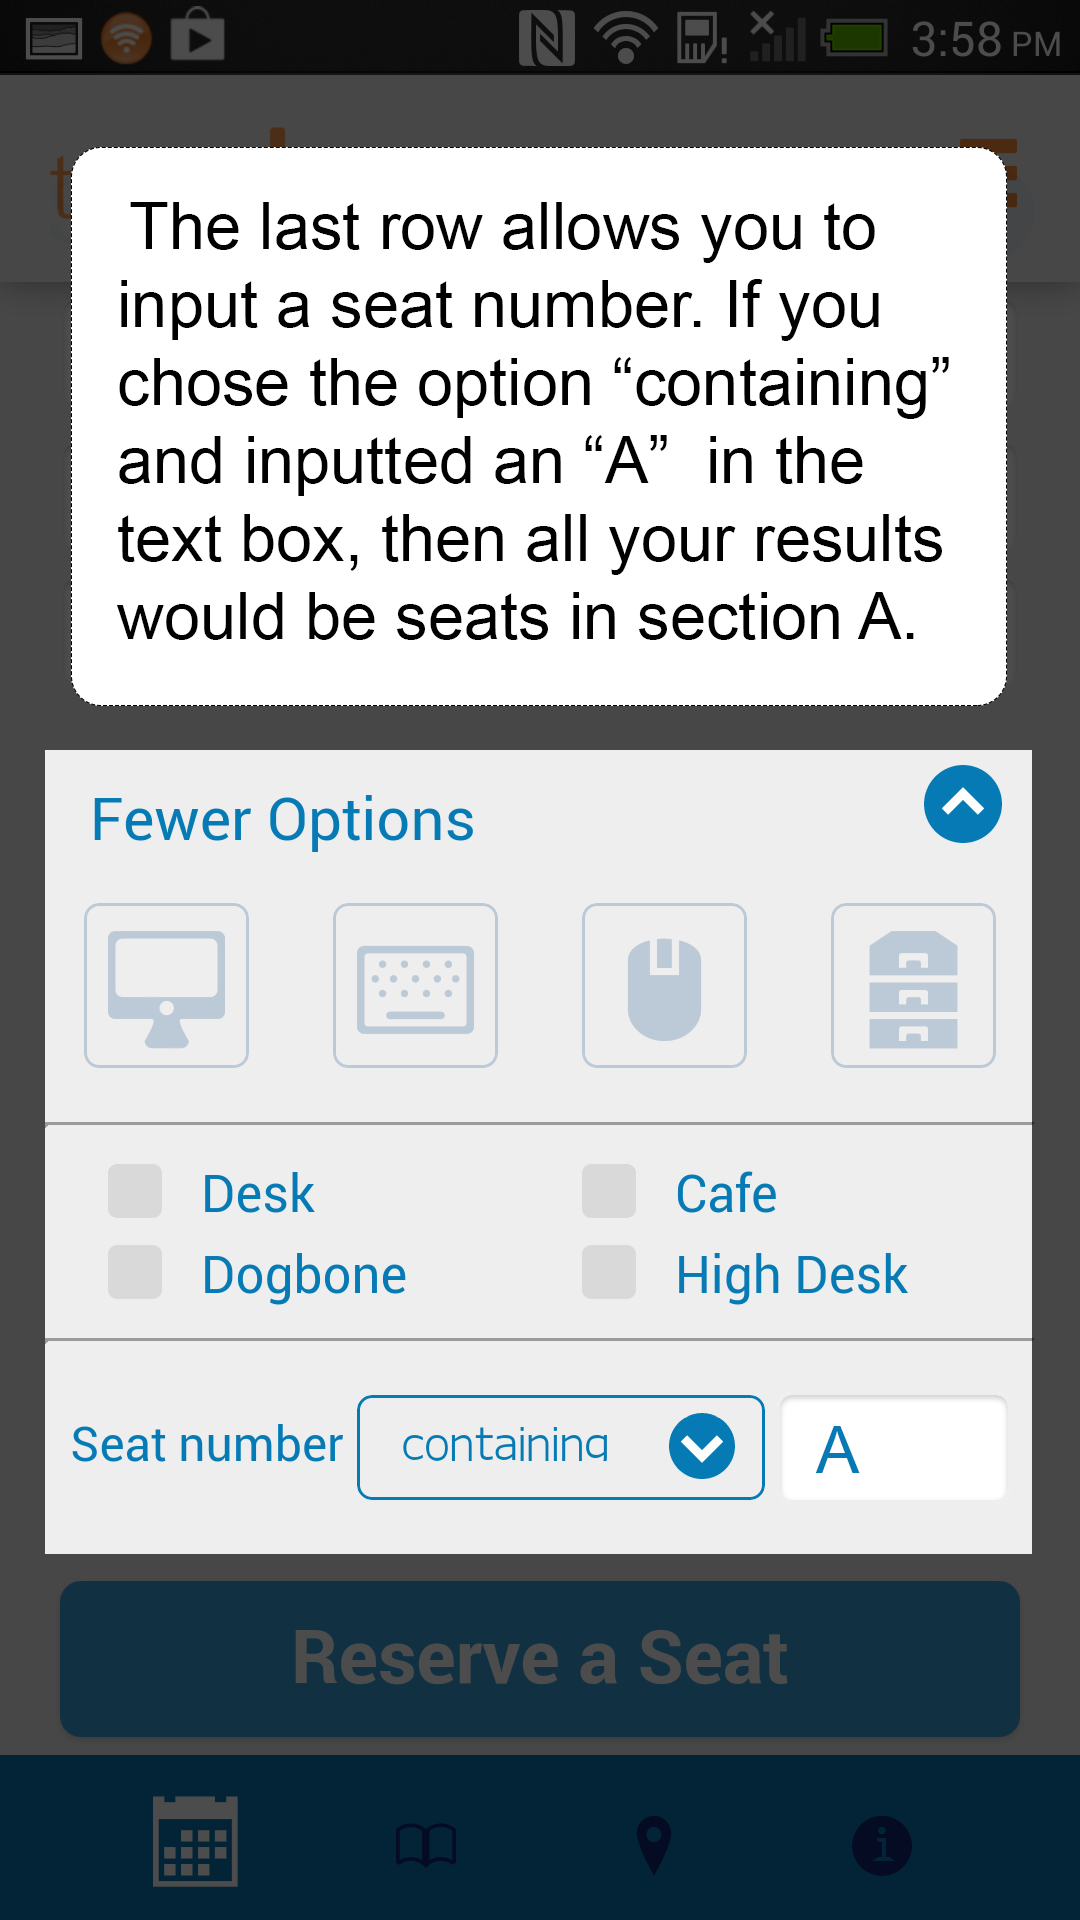 3:58 PM
The last row allows you to
input a seat number. If you
chose the option “containing”
and inputted an “A”  in the
text box, then all your results
would be seats in section A.
Fewer Options
Desk
Cafe
Dogbone
High Desk
Seat number
containing
A
Reserve a Seat